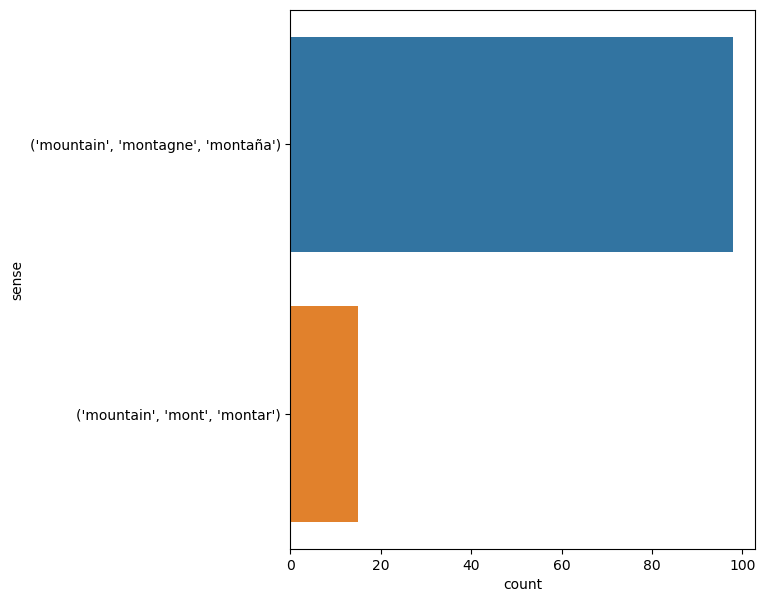 ('mountain', 'montagne', 'montaña')
sense
('mountain', 'mont', 'montar')
0 20 40 60 80 100
count